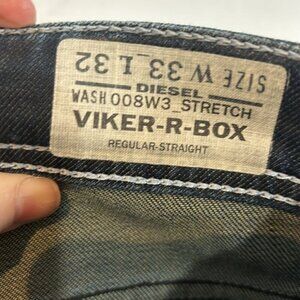 SIZE W 33 L 32
DIESEL
WASH 008W3_STRETCH
VIKER-R-BOX
REGULAR-STRAIGHT